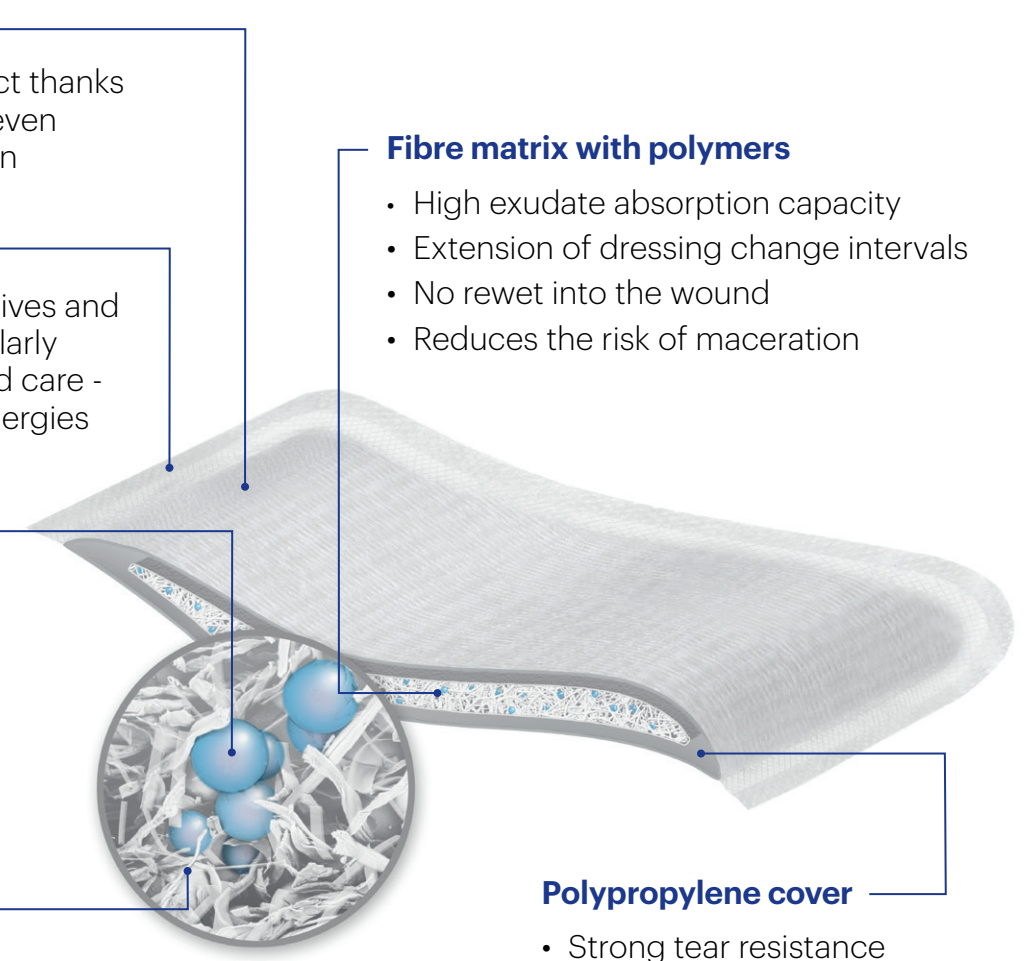 ct thanks
even
n
ives and
larly
d care -
ergies
Fibre matrix with polymers
• High exudate absorption capacity
• Extension of dressing change intervals
• No rewet into the wound
• Reduces the risk of maceration
Polypropylene cover
• Strong tear resistance